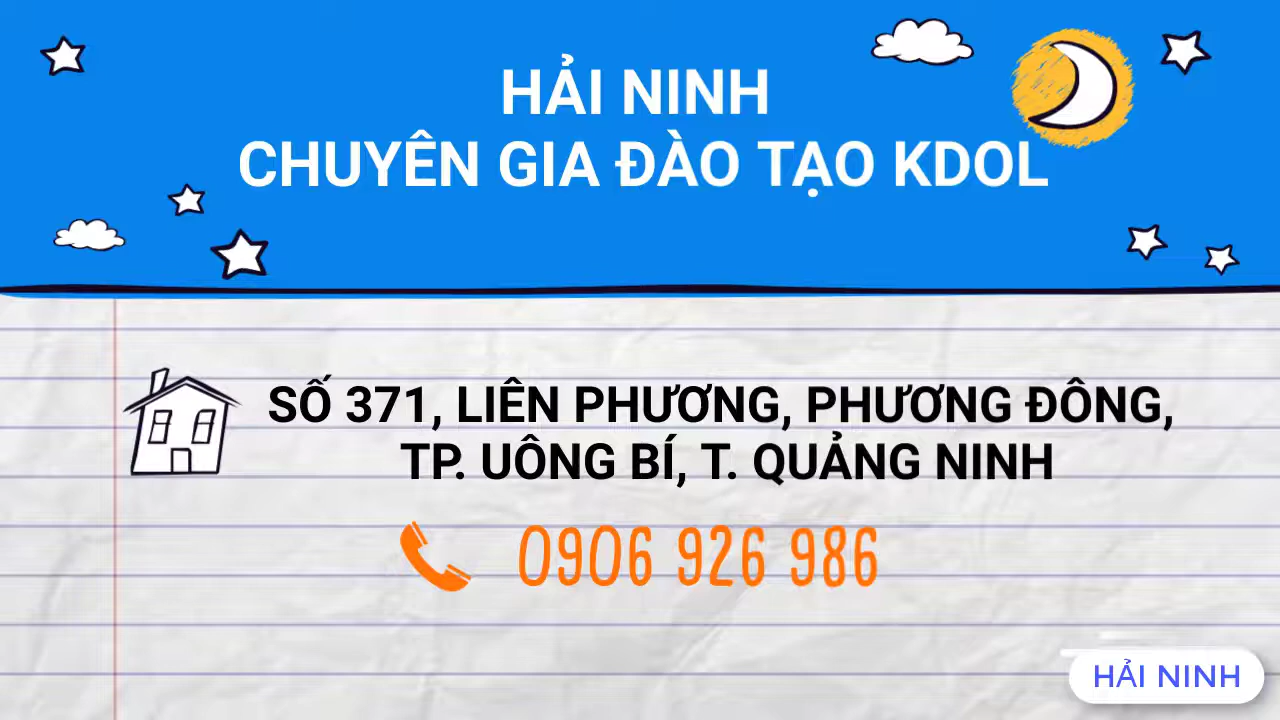 HẢI NINH
CHUYÊN GIA ĐÀO TẠO KDOL
SỐ 371, LIÊN PHƯƠNG, PHƯƠNG ĐÔNG,
TP. UÔNG BÍ, T. QUẢNG NINH
0906 926 986
HẢI NINH